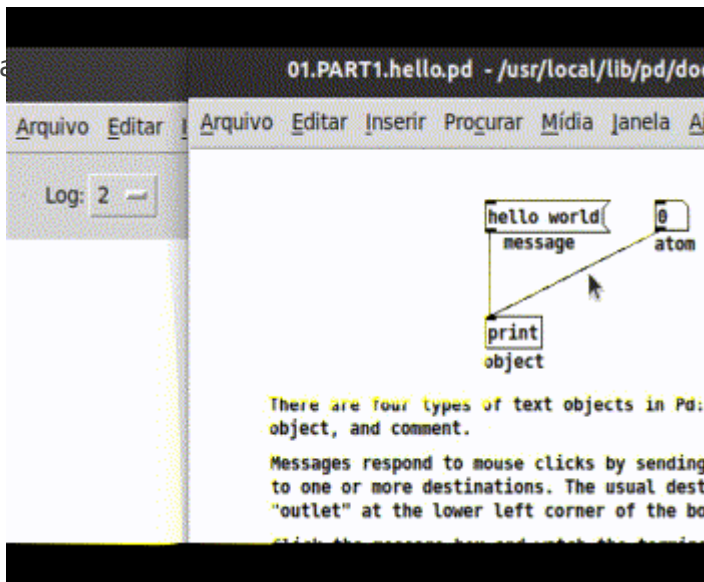 01.PART1.hello.pd - /usr/local/lib/pd/doc
Arquivo Editar I
Arquivo Editar Inserir Procurar Mídia Janela Aj
Log: 2
hello world
0
message
atom
print
object
There are four types of text objects in Pd:
object, and comment.
Messages respond to mouse clicks by sending
to one or more destinations. The usual dest
"outlet" at the lower left corner of the bo